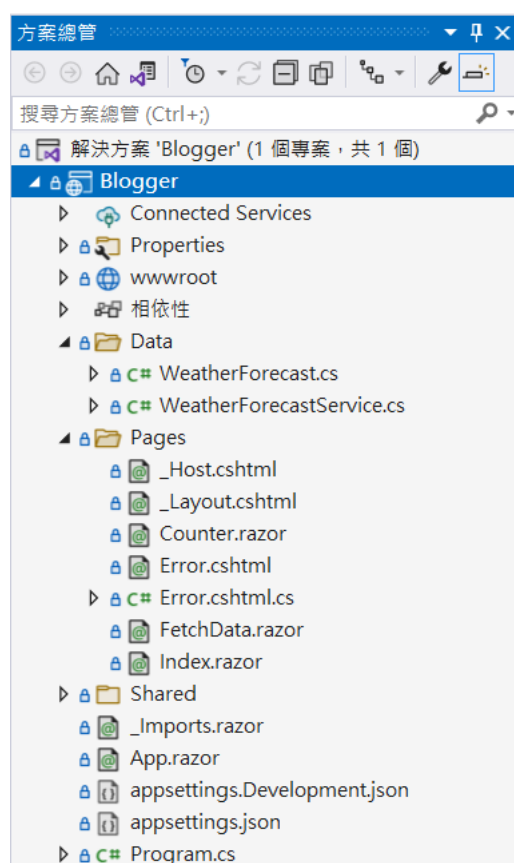 方案總管
搜尋方案總管 (Ctrl+;)
解決方案 'Blogger' (1 個專案，共 1 個)
Blogger
Connected Services
Properties
wwwroot
相依性
Data
C# WeatherForecast.cs
C# WeatherForecastService.cs
Pages
_Host.cshtml
_Layout.cshtml
Counter.razor
Error.cshtml
C# Error.cshtml.cs
FetchData.razor
Index.razor
Shared
_Imports.razor
App.razor
appsettings.Development.json
appsettings.json
C# Program.cs